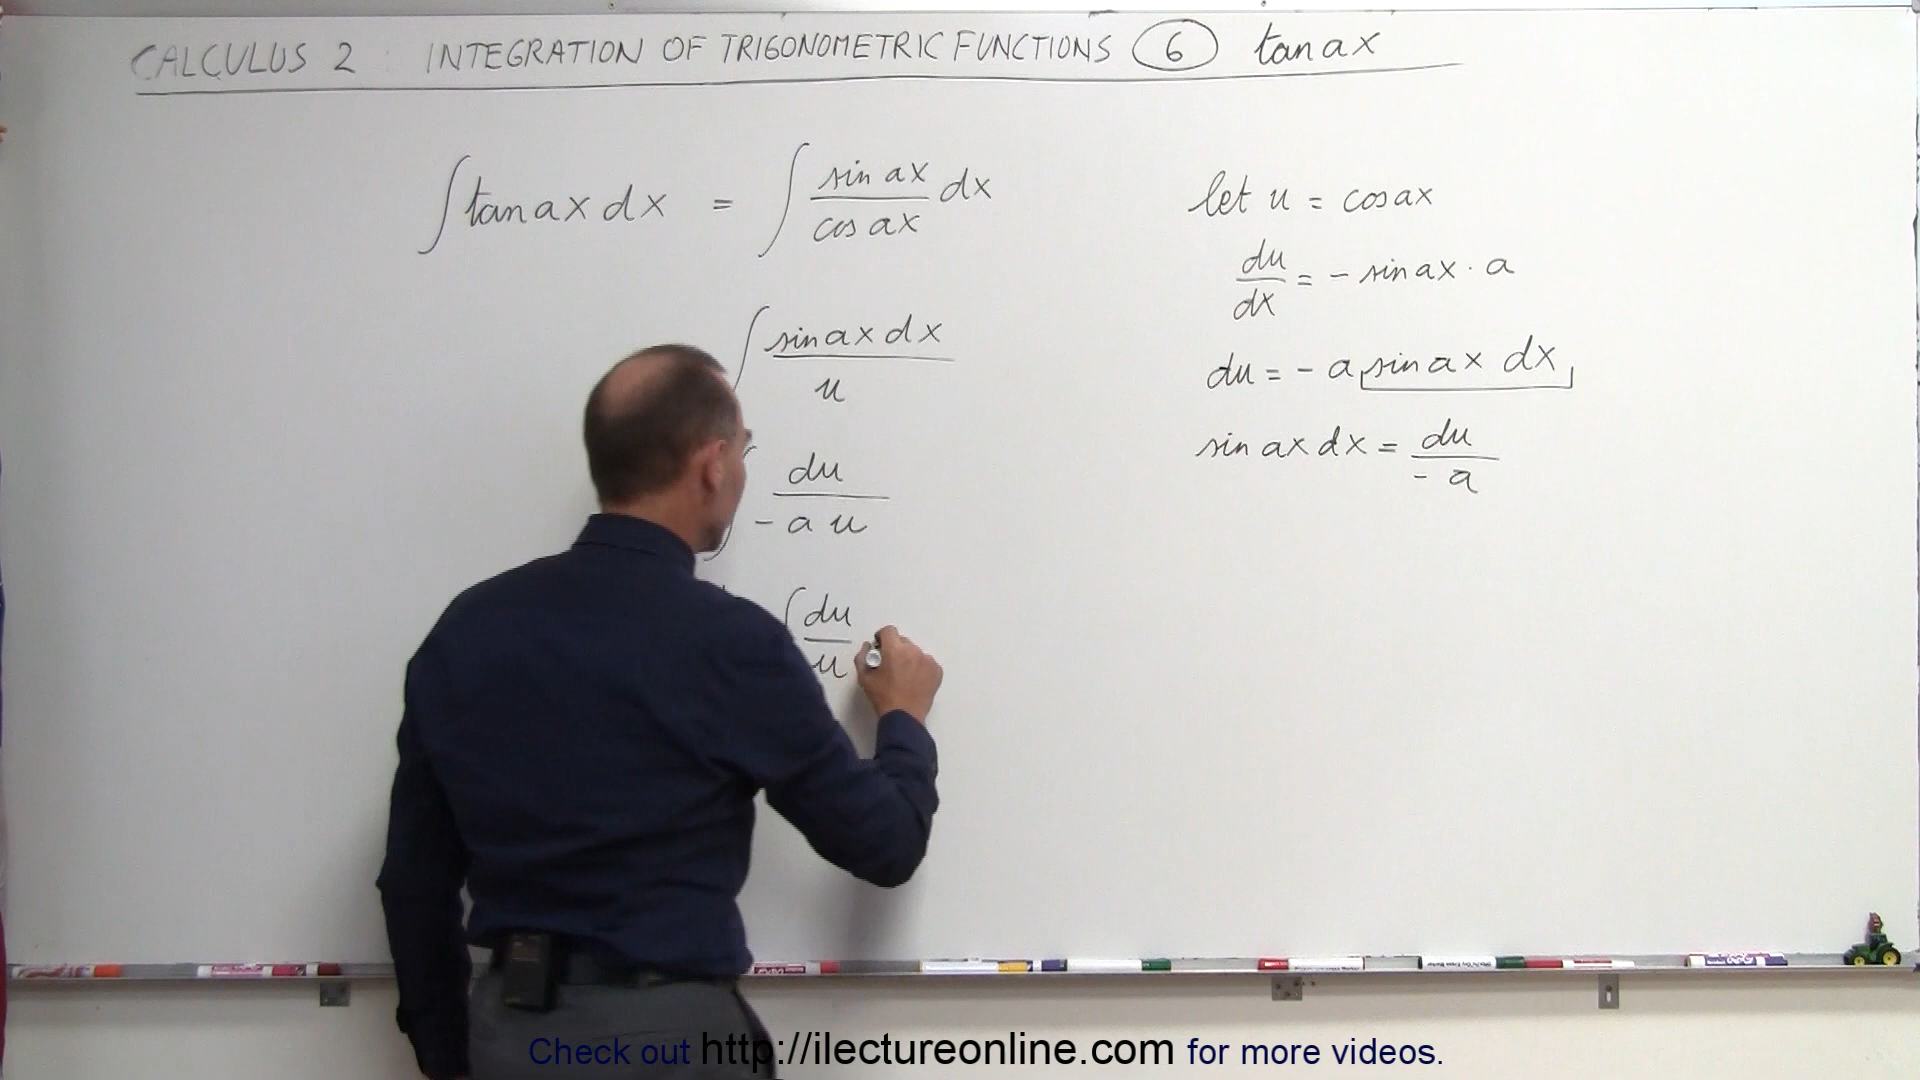 CALCULUS 2 : INTEGRATION OF TRIGONOMETRIC FUNCTIONS 6 tan ax
∫ tan ax dx = ∫ sin ax / cos ax dx
∫ sin ax dx / u
∫ du / - a u
∫ du / u
let u = cos ax
du / dx = - sin ax · a
du = - a sin ax dx
sin ax dx = du / - a
Check out http://ilectureonline.com for more videos.